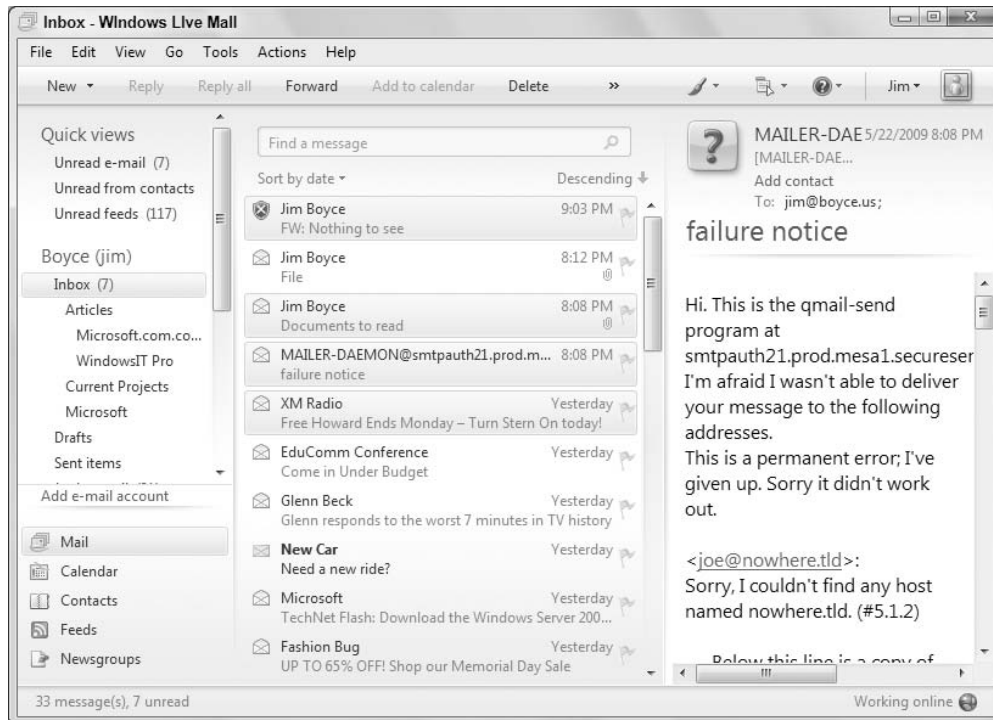 Inbox - WIndows LIve Mall
File Edit View Go Tools Actions Help
New Reply Reply all Forward Add to calendar Delete » Jim
Quick views
Unread e-mail (7)
Unread from contacts
Unread feeds (117)
Boyce (jim)
Inbox (7)
Articles
Microsoft.com.co...
WindowsIT Pro
Current Projects
Microsoft
Drafts
Sent items
Add e-mail account
Mail
Calendar
Contacts
Feeds
Newsgroups
Find a message
Sort by date Descending
Jim Boyce 9:03 PM
FW: Nothing to see
Jim Boyce 8:12 PM
File
Jim Boyce 8:08 PM
Documents to read
MAILER-DAEMON@smtpauth21.prod.m... 8:08 PM
failure notice
XM Radio Yesterday
Free Howard Ends Monday – Turn Stern On today!
EduComm Conference Yesterday
Come in Under Budget
Glenn Beck Yesterday
Glenn responds to the worst 7 minutes in TV history
New Car Yesterday
Need a new ride?
Microsoft Yesterday
TechNet Flash: Download the Windows Server 200...
Fashion Bug Yesterday
UP TO 65% OFF! Shop our Memorial Day Sale
MAILER-DAE 5/22/2009 8:08 PM
[MAILER-DAE...
Add contact
To: jim@boyce.us;
failure notice
Hi. This is the qmail-send
program at
smtpauth21.prod.mesa1.secureser
I'm afraid I wasn't able to deliver
your message to the following
addresses.
This is a permanent error; I've
given up. Sorry it didn't work
out.
<joe@nowhere.tld>:
Sorry, I couldn't find any host
named nowhere.tld. (#5.1.2)
Below this line is a copy of
33 message(s), 7 unread
Working online